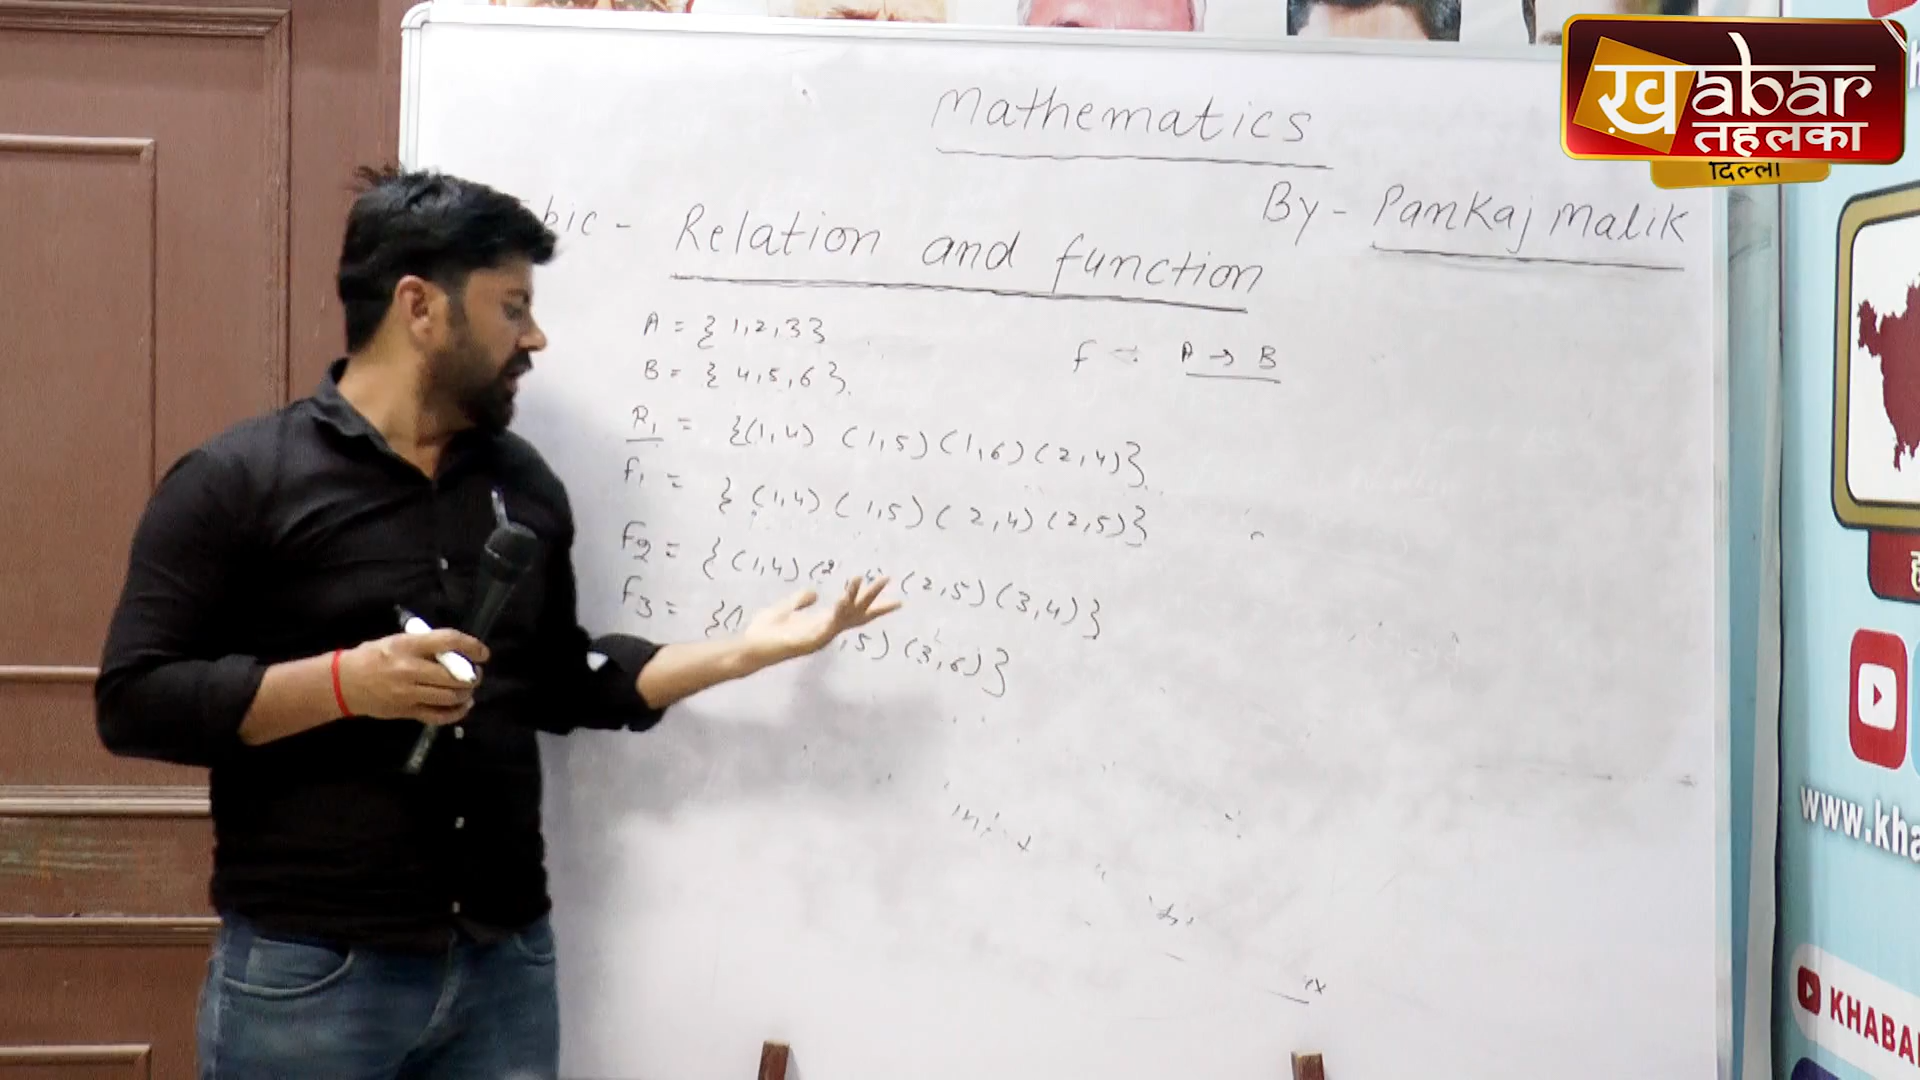 Mathematics
By - Pankaj Malik
Relation and function
A = { 1,2,3}
B = { 4,5,6}.
f : A → B
R₁ = {(1,4) (1,5) (1,6) (2,4)}
f₁ = { (1,4) (1,5) ( 2,4) (2,5)}
f₂ = { (1,4) (2,5) (3,4) }
f₃ = {(1 ,5) (3,6) }
ख़abar
तहलका
दिल्ली
www.kha
KHABA